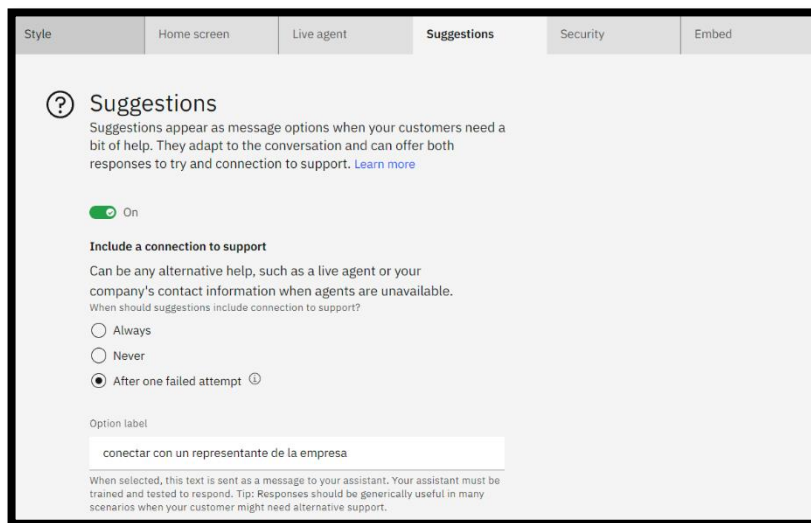 Style Home screen Live agent Suggestions Security Embed
Suggestions
Suggestions appear as message options when your customers need a
bit of help. They adapt to the conversation and can offer both
responses to try and connection to support. Learn more
On
Include a connection to support
Can be any alternative help, such as a live agent or your
company's contact information when agents are unavailable.
When should suggestions include connection to support?
Always
Never
After one failed attempt
Option label
conectar con un representante de la empresa
When selected, this text is sent as a message to your assistant. Your assistant must be
trained and tested to respond. Tip: Responses should be generically useful in many
scenarios when your customer might need alternative support.